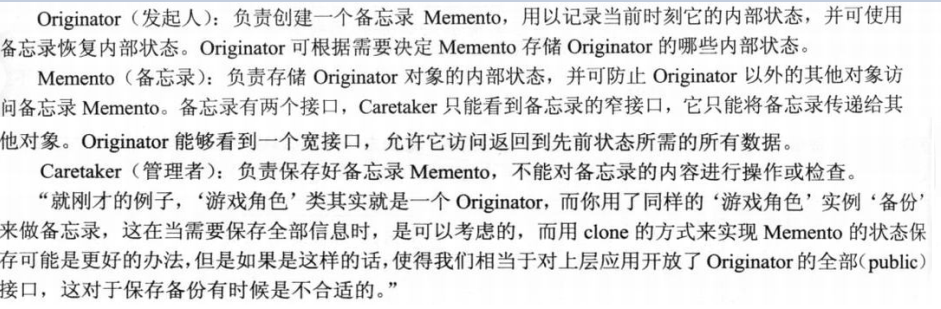 Originator（发起人）：负责创建一个备忘录 Memento，用以记录当前时刻它的内部状态，并可使用
备忘录恢复内部状态。Originator 可根据需要决定 Memento 存储 Originator 的哪些内部状态。
Memento（备忘录）：负责存储 Originator 对象的内部状态，并可防止 Originator 以外的其他对象访
问备忘录 Memento。备忘录有两个接口，Caretaker 只能看到备忘录的窄接口，它只能将备忘录传递给其
他对象。Originator 能够看到一个宽接口，允许它访问返回到先前状态所需的所有数据。
Caretaker（管理者）：负责保存好备忘录 Memento，不能对备忘录的内容进行操作或检查。
“就刚才的例子，‘游戏角色’类其实就是一个 Originator，而你用了同样的‘游戏角色’实例‘备份’
来做备忘录，这在当需要保存全部信息时，是可以考虑的，而用 clone 的方式来实现 Memento 的状态保
存可能是更好的办法，但是如果是这样的话，使得我们相当于对上层应用开放了 Originator 的全部（public）
接口，这对于保存备份有时候是不合适的。”